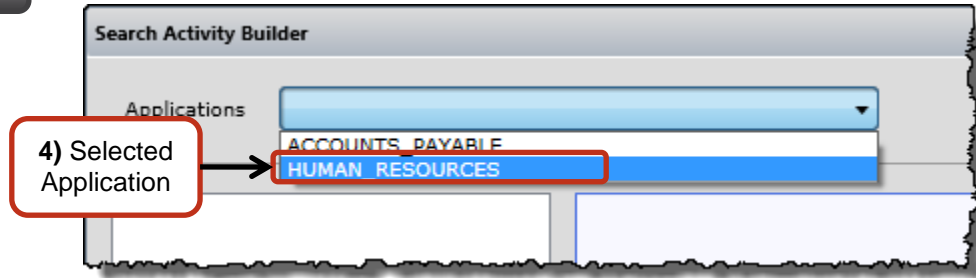 Search Activity Builder
Applications
ACCOUNTS_PAYABLE
4) Selected
Application
HUMAN_RESOURCES